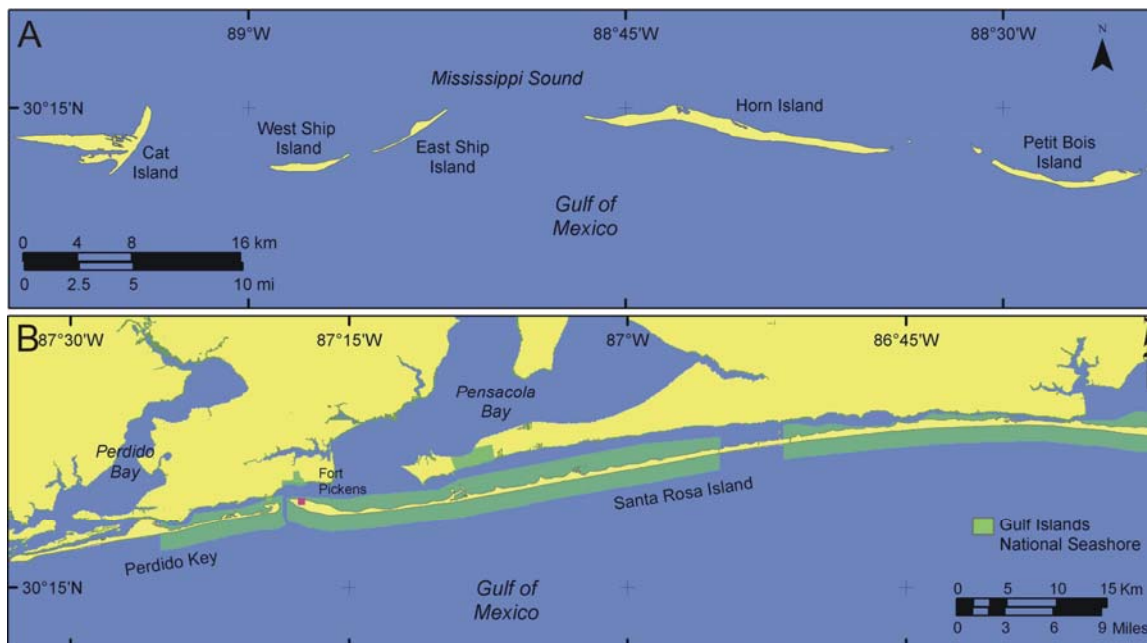 A
89°W
88°45'W
88°30'W
N
30°15'N
Mississippi Sound
Horn Island
West Ship
Island
East Ship
Island
Cat
Island
Petit Bois
Island
Gulf of
Mexico
0 4 8 16 km
0 2.5 5 10 mi
B
87°30'W
87°15'W
87°W
86°45'W
Pensacola
Bay
Perdido
Bay
Fort
Pickens
Santa Rosa Island
Perdido Key
Gulf Islands
National Seashore
30°15'N
Gulf of
Mexico
0 5 10 15 Km
0 3 6 9 Miles